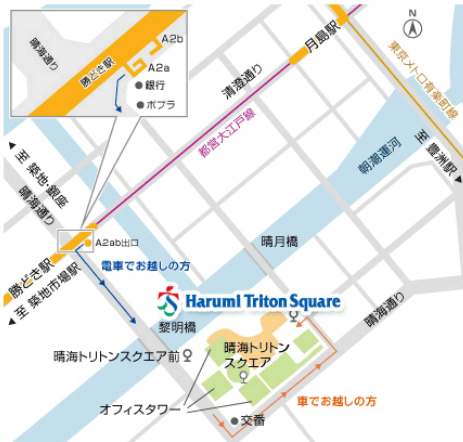 A2b
A2a
勝どき駅
晴海通り
銀行
ポプラ
月島駅
N
清澄通り
東京メトロ有楽町線
都営大江戸線
朝潮運河
至 豊洲駅
至 築地・銀座
晴海通り
A2ab出口
勝どき駅
至 築地市場駅
電車でお越しの方
晴月橋
Harumi Triton Square
黎明橋
晴海通り
晴海トリトンスクエア前
晴海トリトン
スクエア
オフィスタワー
交番
車でお越しの方